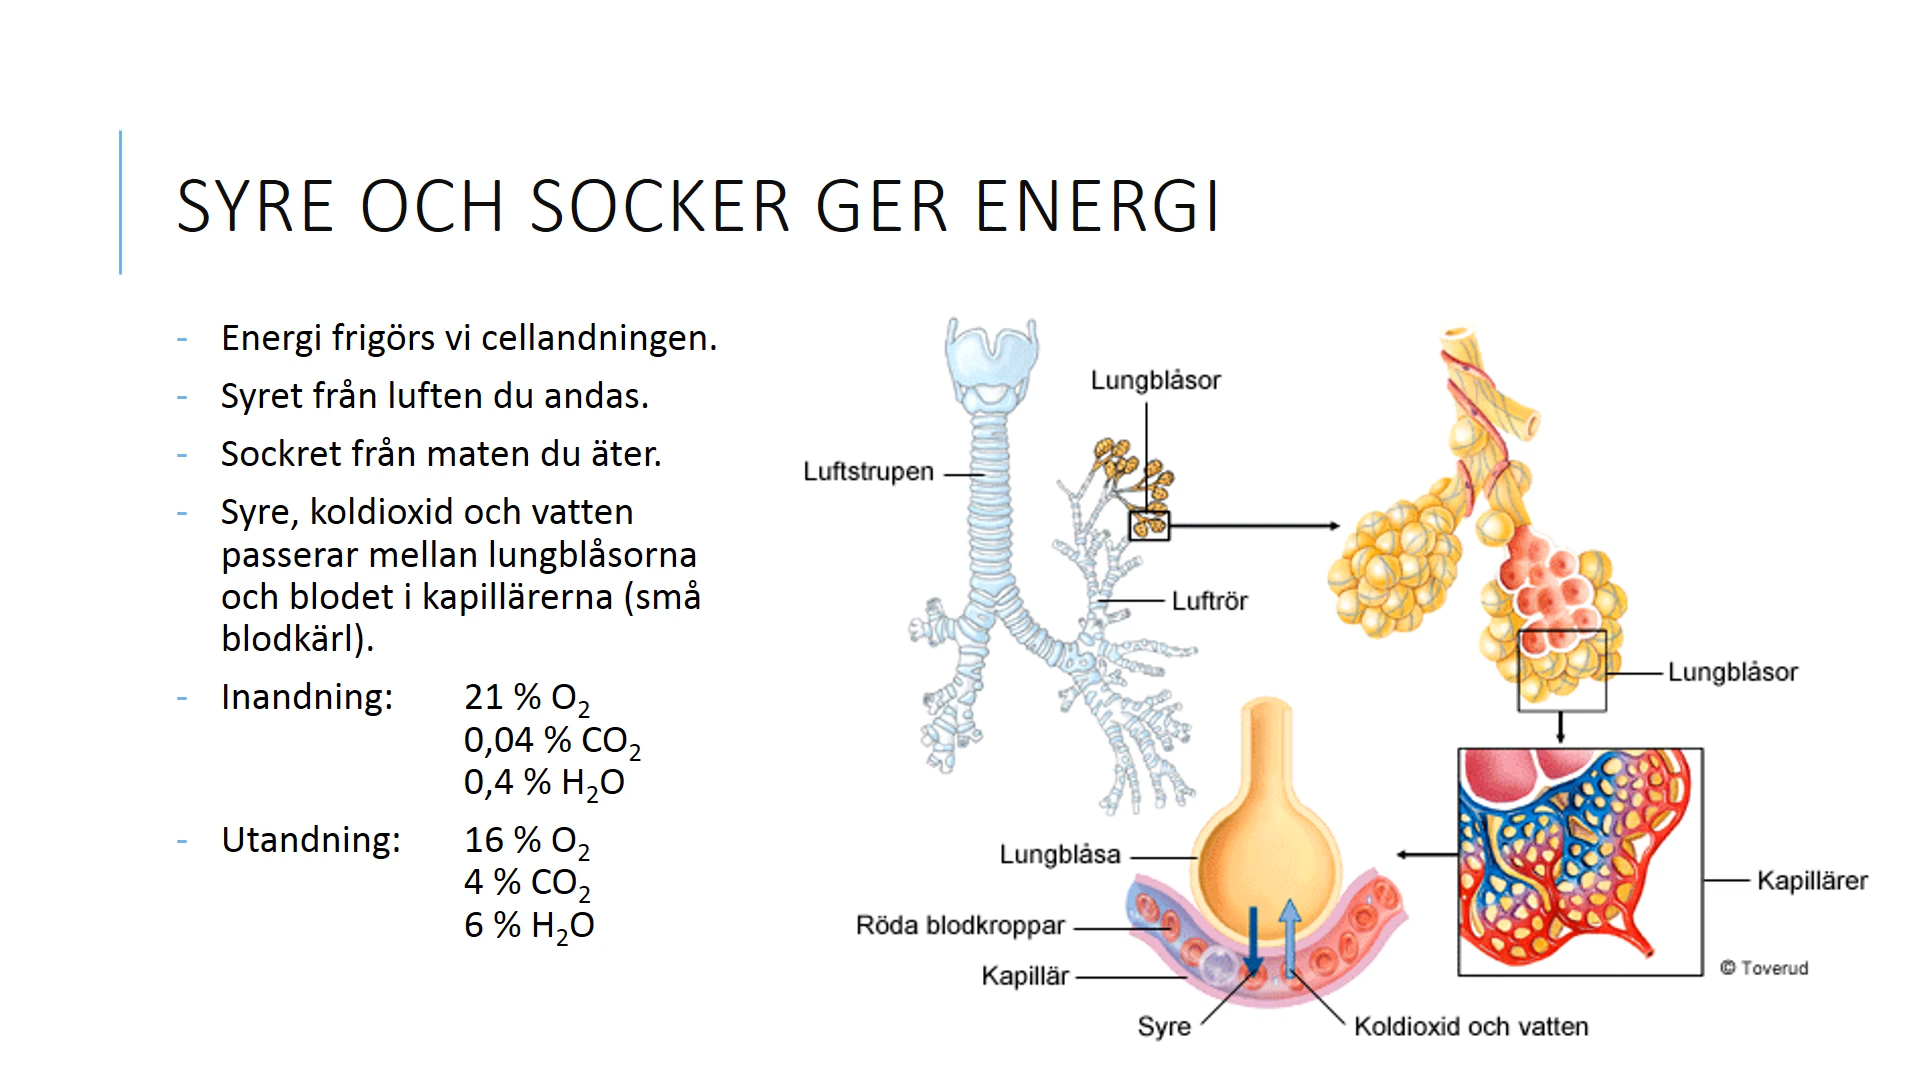 SYRE OCH SOCKER GER ENERGI
- Energi frigörs vi cellandningen.
- Syret från luften du andas.
- Sockret från maten du äter.
- Syre, koldioxid och vatten
passerar mellan lungblåsorna
och blodet i kapillärerna (små
blodkärl).
- Inandning: 21 % O₂
0,04 % CO₂
0,4 % H₂O
- Utandning: 16 % O₂
4 % CO₂
6 % H₂O
Lungblåsor
Luftstrupen
Luftrör
Lungblåsor
Lungblåsa
Kapillärer
Röda blodkroppar
Kapillär
© Toverud
Syre
Koldioxid och vatten